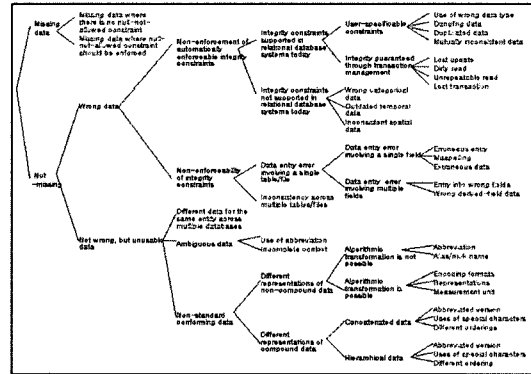 Missing data
Missing data where
there is no null-not-
allowed constraint
Missing data where null-
not-allowed constraint
should be enforced
Not
missing
Wrong data
Non-enforcement of
automatically
enforceable integrity
constraints
Integrity constraints
supported in
relational database
systems today
User-specifiable
constraints
Use of wrong data type
Dangling data
Duplicated data
Mutually inconsistent data
Integrity guaranteed
through transaction
management
Lost update
Dirty read
Unrepeatable read
Lost transaction
Integrity constraints
not supported in
relational database
systems today
Wrong categorical
data
Outdated temporal
data
Inconsistent spatial
data
Non-enforceability
of integrity
constraints
Data entry error
involving a single
table/file
Data entry error
involving a single field
Erroneous entry
Misspelling
Extraneous data
Data entry error
involving multiple
fields
Entry into wrong fields
Wrong derived-field data
Inconsistency across
multiple tables/files
Not wrong, but unusable
data
Different data for the
same entity across
multiple databases
Ambiguous data
Use of abbreviation
Incomplete context
Non-standard
conforming data
Different
representations of
non-compound data
Algorithmic
transformation is not
possible
Abbreviation
Alias/nick name
Algorithmic
transformation is
possible
Encoding formats
Representations
Measurement unit
Different
representations of
compound data
Concatenated data
Abbreviated version
Uses of special characters
Different orderings
Hierarchical data
Abbreviated version
Uses of special characters
Different ordering